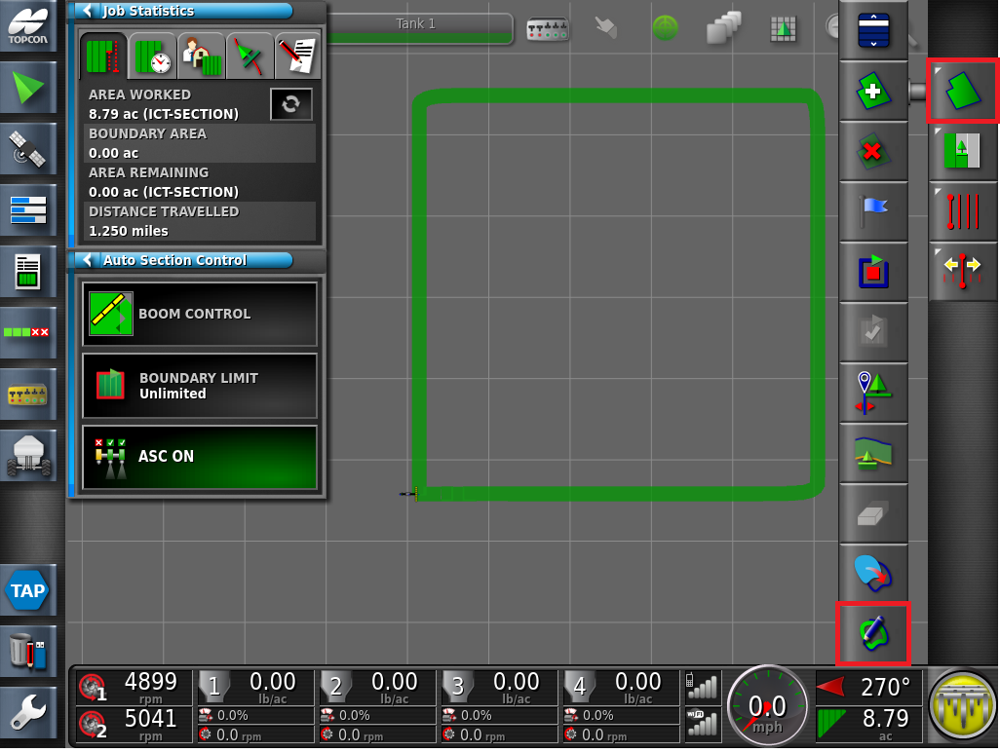 Job Statistics
Tank 1
TOPCON
AREA WORKED
8.79 ac (ICT-SECTION)
BOUNDARY AREA
0.00 ac
AREA REMAINING
0.00 ac (ICT-SECTION)
DISTANCE TRAVELLED
1.250 miles
Auto Section Control
BOOM CONTROL
BOUNDARY LIMIT
Unlimited
ASC ON
TAP
1 4899 rpm
2 5041 rpm
1 0.00 lb/ac
0.0%
0.0 rpm
2 0.00 lb/ac
0.0%
0.0 rpm
3 0.00 lb/ac
0.0%
0.0 rpm
4 0.00 lb/ac
0.0%
0.0 rpm
WiFi
0.0
mph
270°
8.79
ac